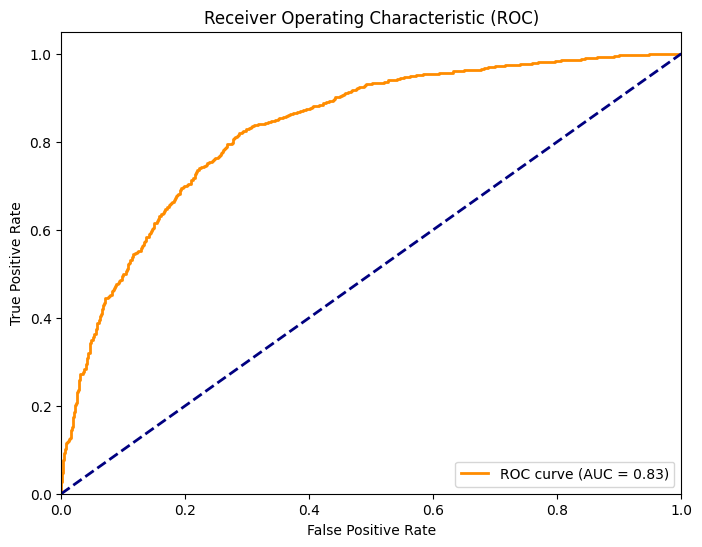 Receiver Operating Characteristic (ROC)
True Positive Rate
1.0
0.8
0.6
0.4
0.2
0.0
0.0 0.2 0.4 0.6 0.8 1.0
False Positive Rate
ROC curve (AUC = 0.83)